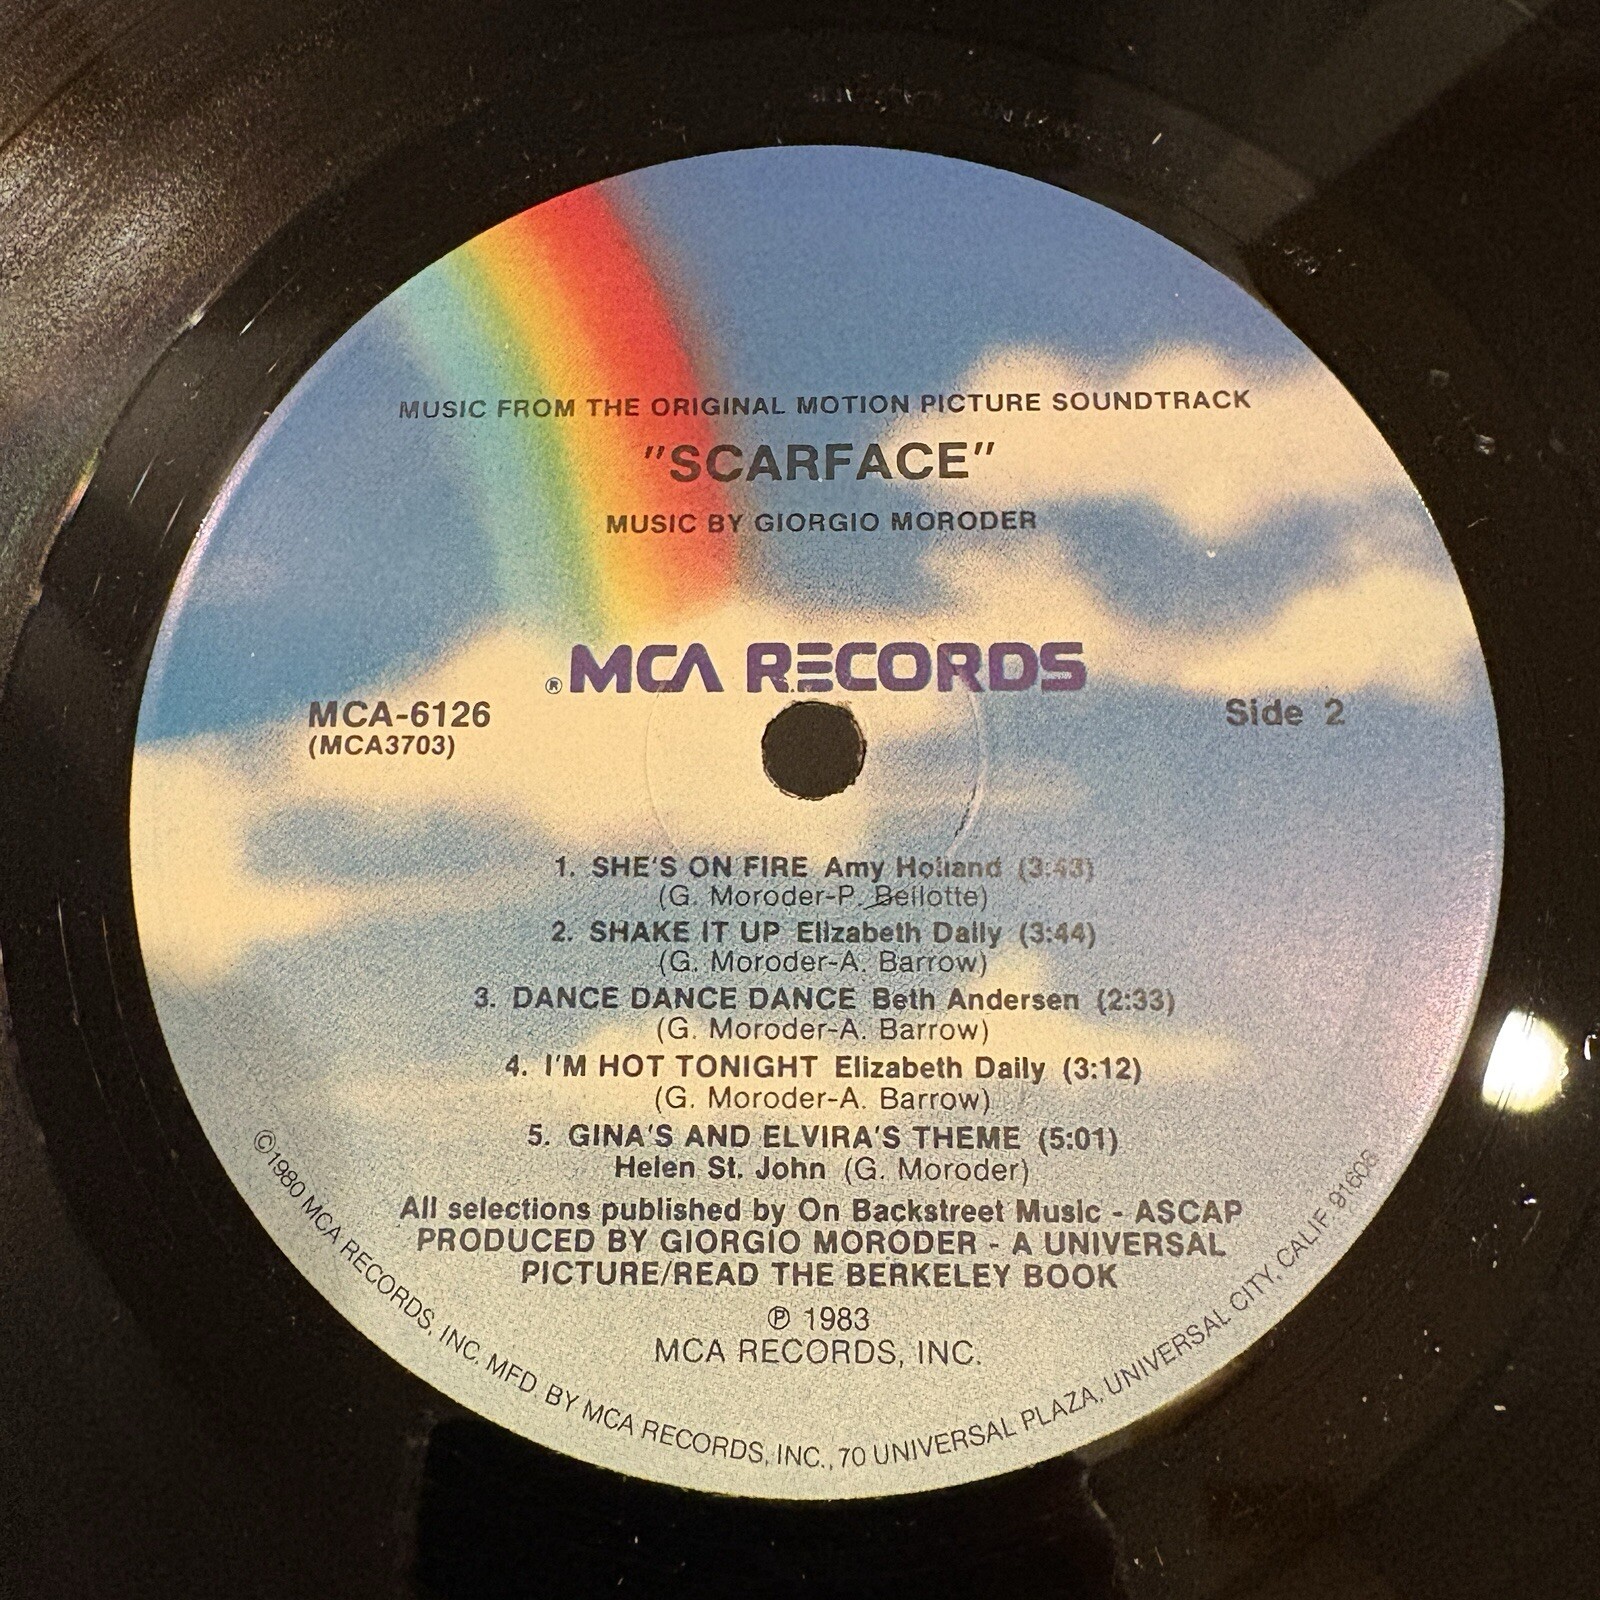 MUSIC FROM THE ORIGINAL MOTION PICTURE SOUNDTRACK
"SCARFACE"
MUSIC BY GIORGIO MORODER
® MCA RECORDS
MCA-6126
(MCA3703)
Side 2
1. SHE'S ON FIRE Amy Holland (3:43)
(G. Moroder-P. Bellotte)
2. SHAKE IT UP Elizabeth Daily (3:44)
(G. Moroder-A. Barrow)
3. DANCE DANCE DANCE Beth Andersen (2:33)
(G. Moroder-A. Barrow)
4. I'M HOT TONIGHT Elizabeth Daily (3:12)
(G. Moroder-A. Barrow)
5. GINA'S AND ELVIRA'S THEME (5:01)
Helen St. John (G. Moroder)
All selections published by On Backstreet Music - ASCAP
PRODUCED BY GIORGIO MORODER - A UNIVERSAL
PICTURE/READ THE BERKELEY BOOK
℗ 1983
MCA RECORDS, INC.
©1980 MCA RECORDS, INC. MFD. BY MCA RECORDS, INC., 70 UNIVERSAL PLAZA, UNIVERSAL CITY, CALIF. 91608